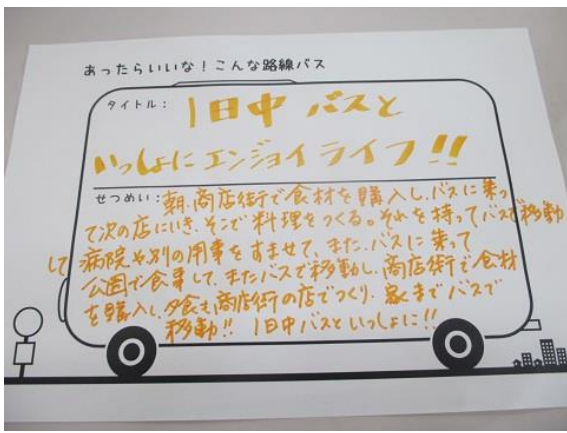 あったらいいな！こんな路線バス
タイトル： 1日中 バスと
いっしょにエンジョイライフ!!
せつめい：朝、商店街で食材を購入し、バスに乗っ
て次の店にいき、そこで料理をつくる。それを持ってバスで移動
して 病院や別の用事をすませて、また、バスに乗って
公園で食事して、またバスで移動し、商店街で食材
を購入し、夕食も商店街の店でつくり、家までバスで
移動!! 1日中バスといっしょに!!